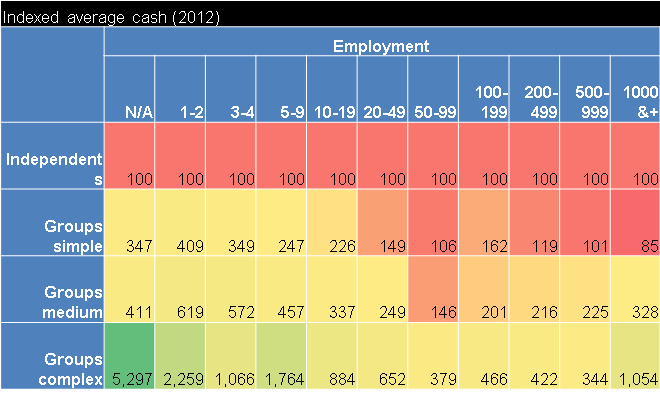 Indexed average cash (2012)
Employment
N/A 1-2 3-4 5-9 10-19 20-49 50-99 100-199 200-499 500-999 1000 &+
Independents 100 100 100 100 100 100 100 100 100 100 100
Groups simple 347 409 349 247 226 149 106 162 119 101 85
Groups medium 411 619 572 457 337 249 146 201 216 225 328
Groups complex 5,297 2,259 1,066 1,764 884 652 379 466 422 344 1,054